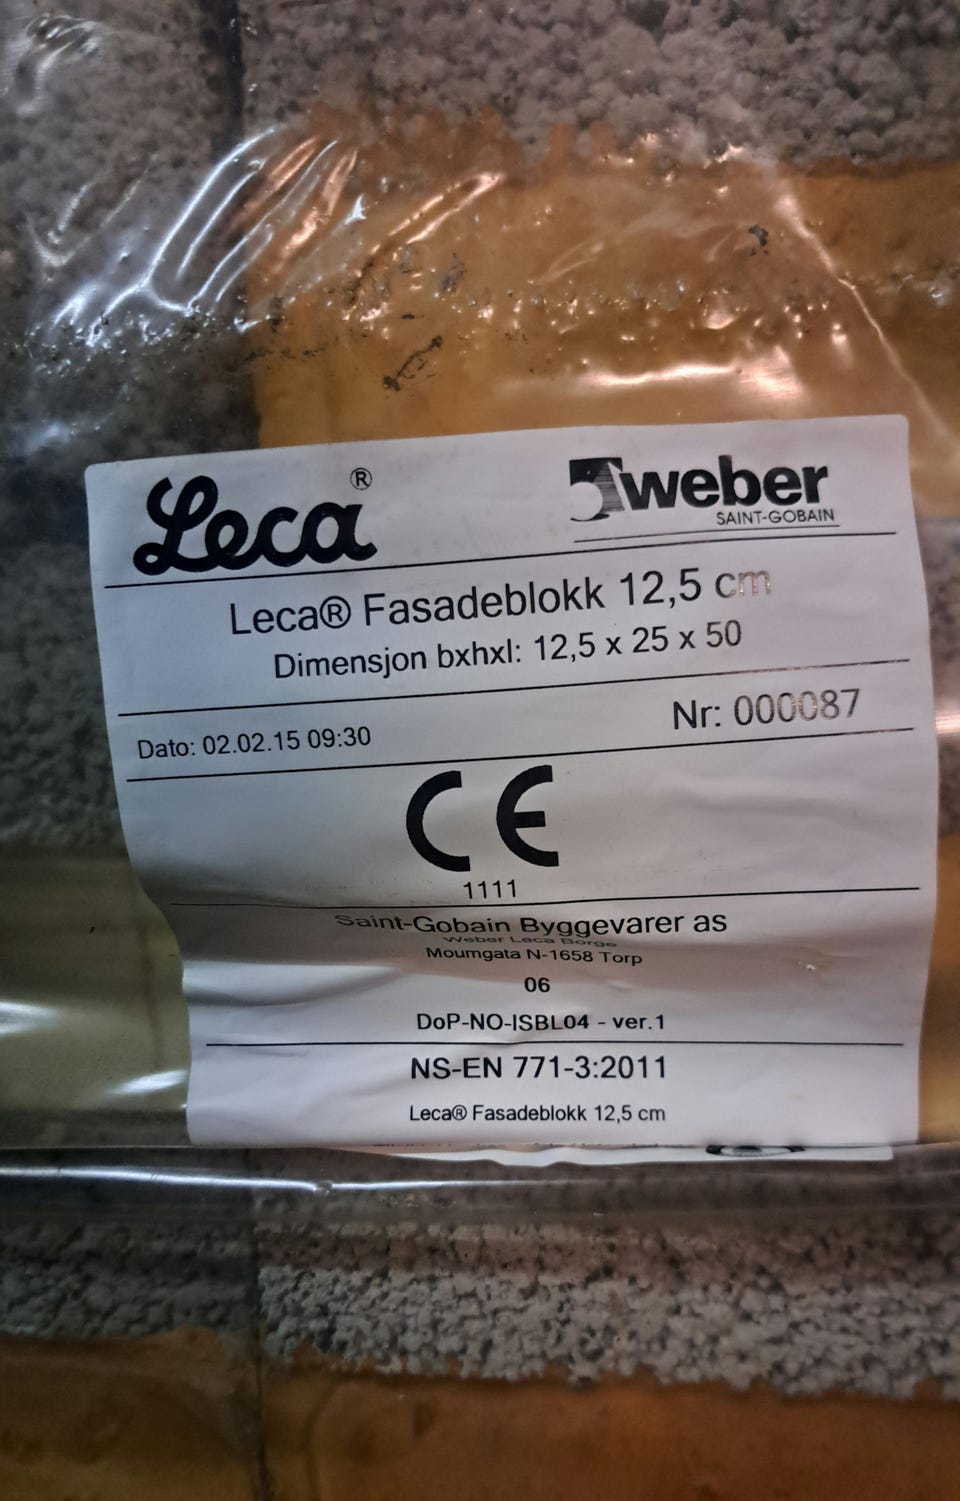 Leca®
weber
SAINT-GOBAIN
Leca® Fasadeblokk 12,5 cm
Dimensjon bxhxl: 12,5 x 25 x 50
Nr: 000087
Dato: 02.02.15 09:30
CE
1111
Saint-Gobain Byggevarer as
Weber Leca Borge
Moumgata N-1658 Torp
06
DoP-NO-ISBL04 - ver.1
NS-EN 771-3:2011
Leca® Fasadeblokk 12,5 cm